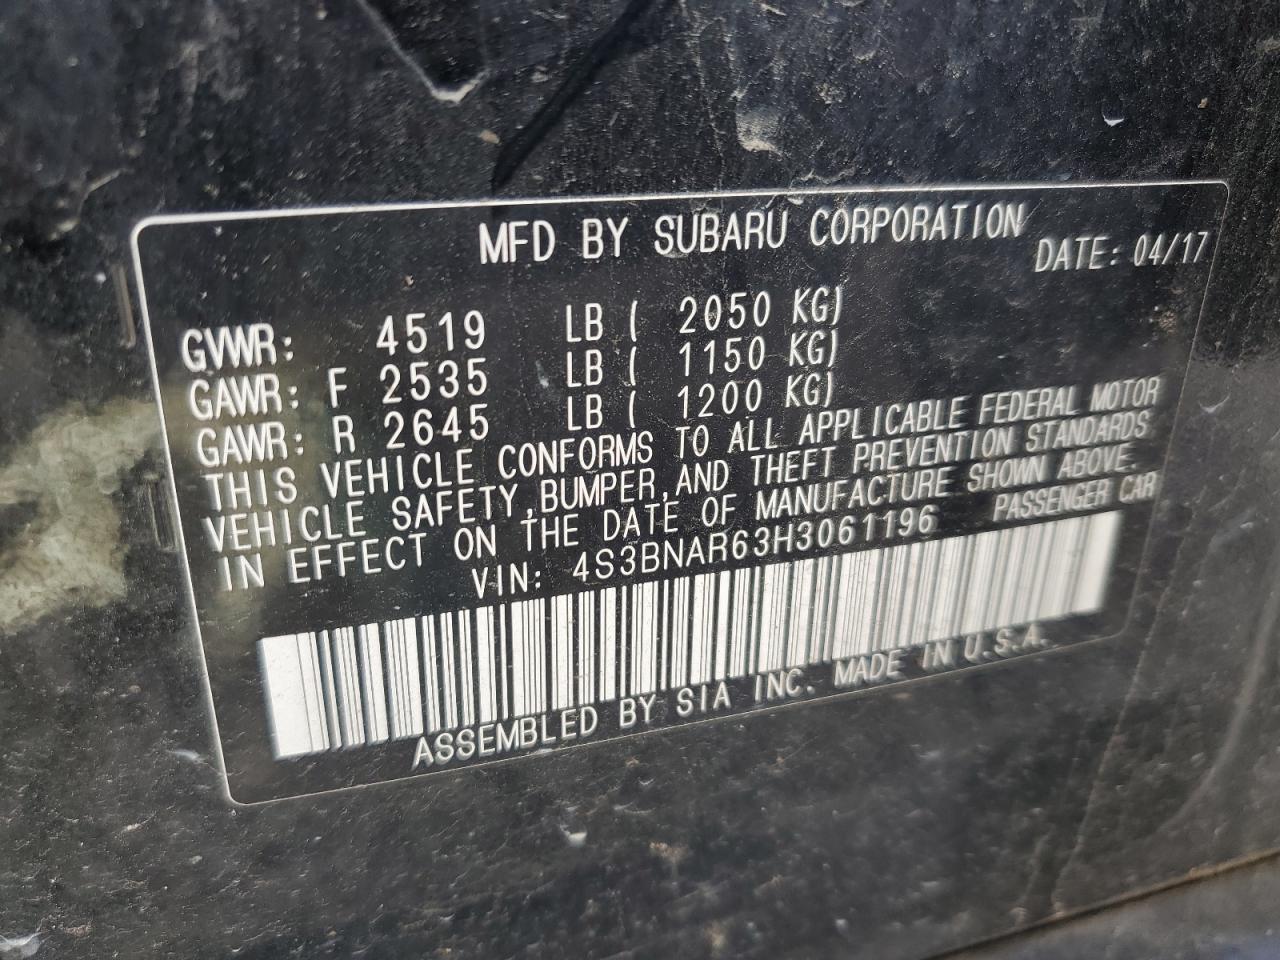 MFD BY SUBARU CORPORATION
DATE: 04/17
GVWR: 4519 LB ( 2050 KG)
GAWR: F 2535 LB ( 1150 KG)
GAWR: R 2645 LB ( 1200 KG)
THIS VEHICLE CONFORMS TO ALL APPLICABLE FEDERAL MOTOR
VEHICLE SAFETY, BUMPER, AND THEFT PREVENTION STANDARDS
IN EFFECT ON THE DATE OF MANUFACTURE SHOWN ABOVE.
VIN: 4S3BNAR63H3061196 PASSENGER CAR
ASSEMBLED BY SIA INC. MADE IN U.S.A.